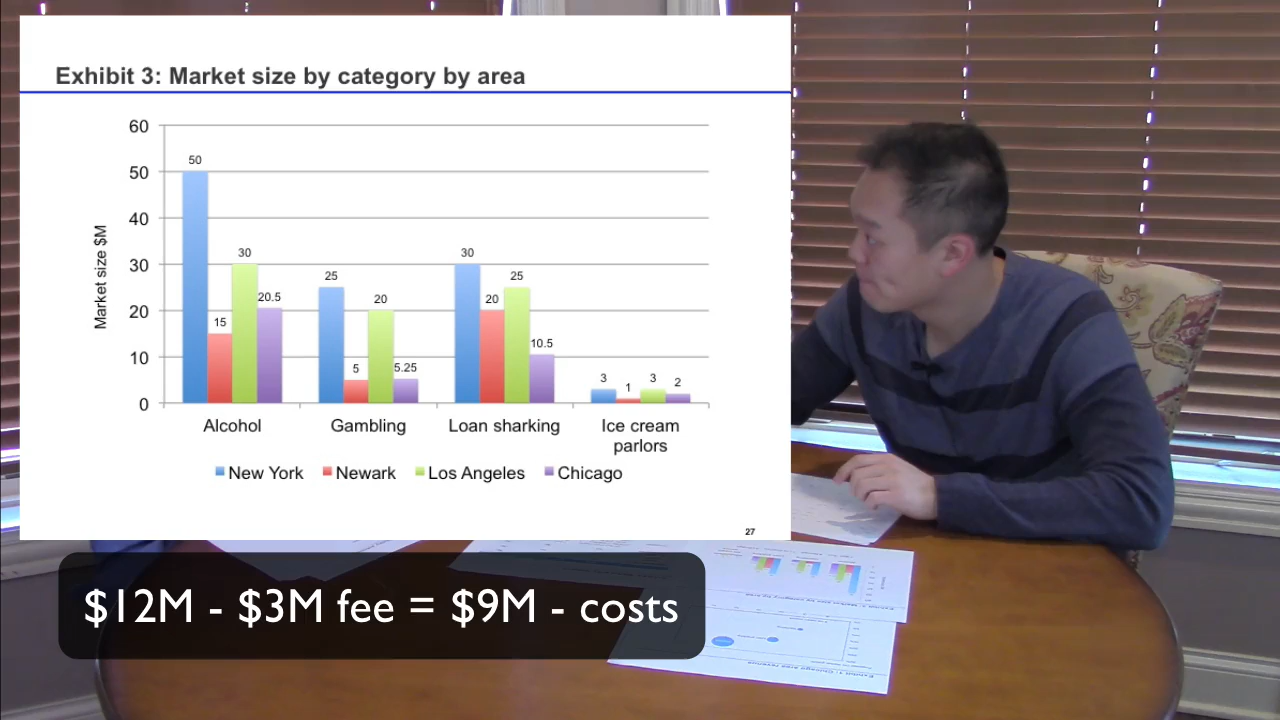 Exhibit 3: Market size by category by area
Market size $M
60
50
40
30
20
10
0
50
15
30
20.5
25
5
20
5.25
30
20
25
10.5
3
1
3
2
Alcohol
Gambling
Loan sharking
Ice cream
parlors
New York
Newark
Los Angeles
Chicago
27
$12M - $3M fee = $9M - costs